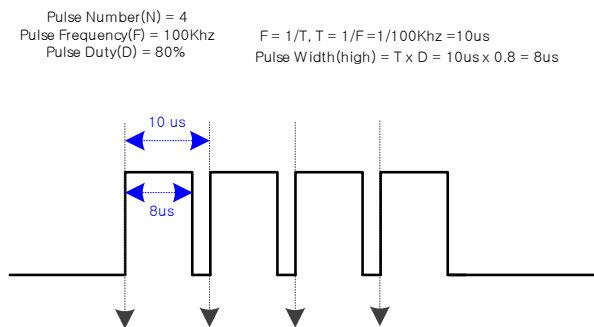 Pulse Number(N) = 4
Pulse Frequency(F) = 100Khz
Pulse Duty(D) = 80%
F = 1/T, T = 1/F =1/100Khz =10us
Pulse Width(high) = T x D = 10us x 0.8 = 8us
10 us
8us